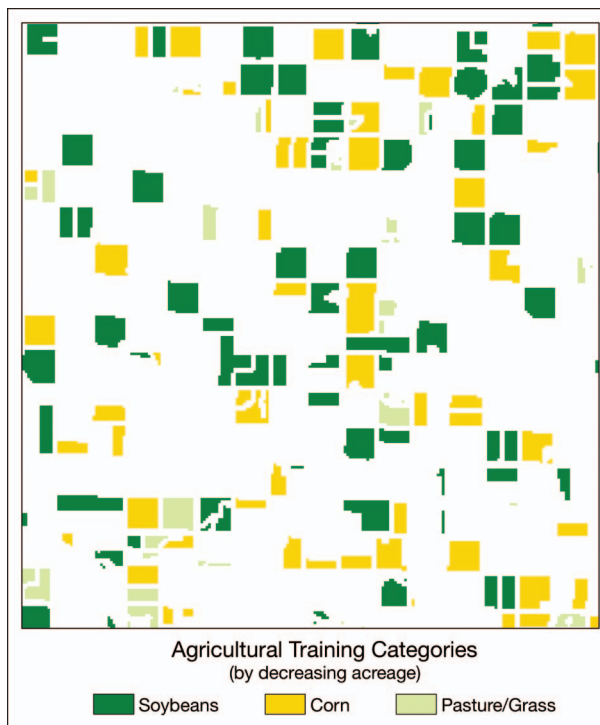 Agricultural Training Categories
(by decreasing acreage)
Soybeans Corn Pasture/Grass